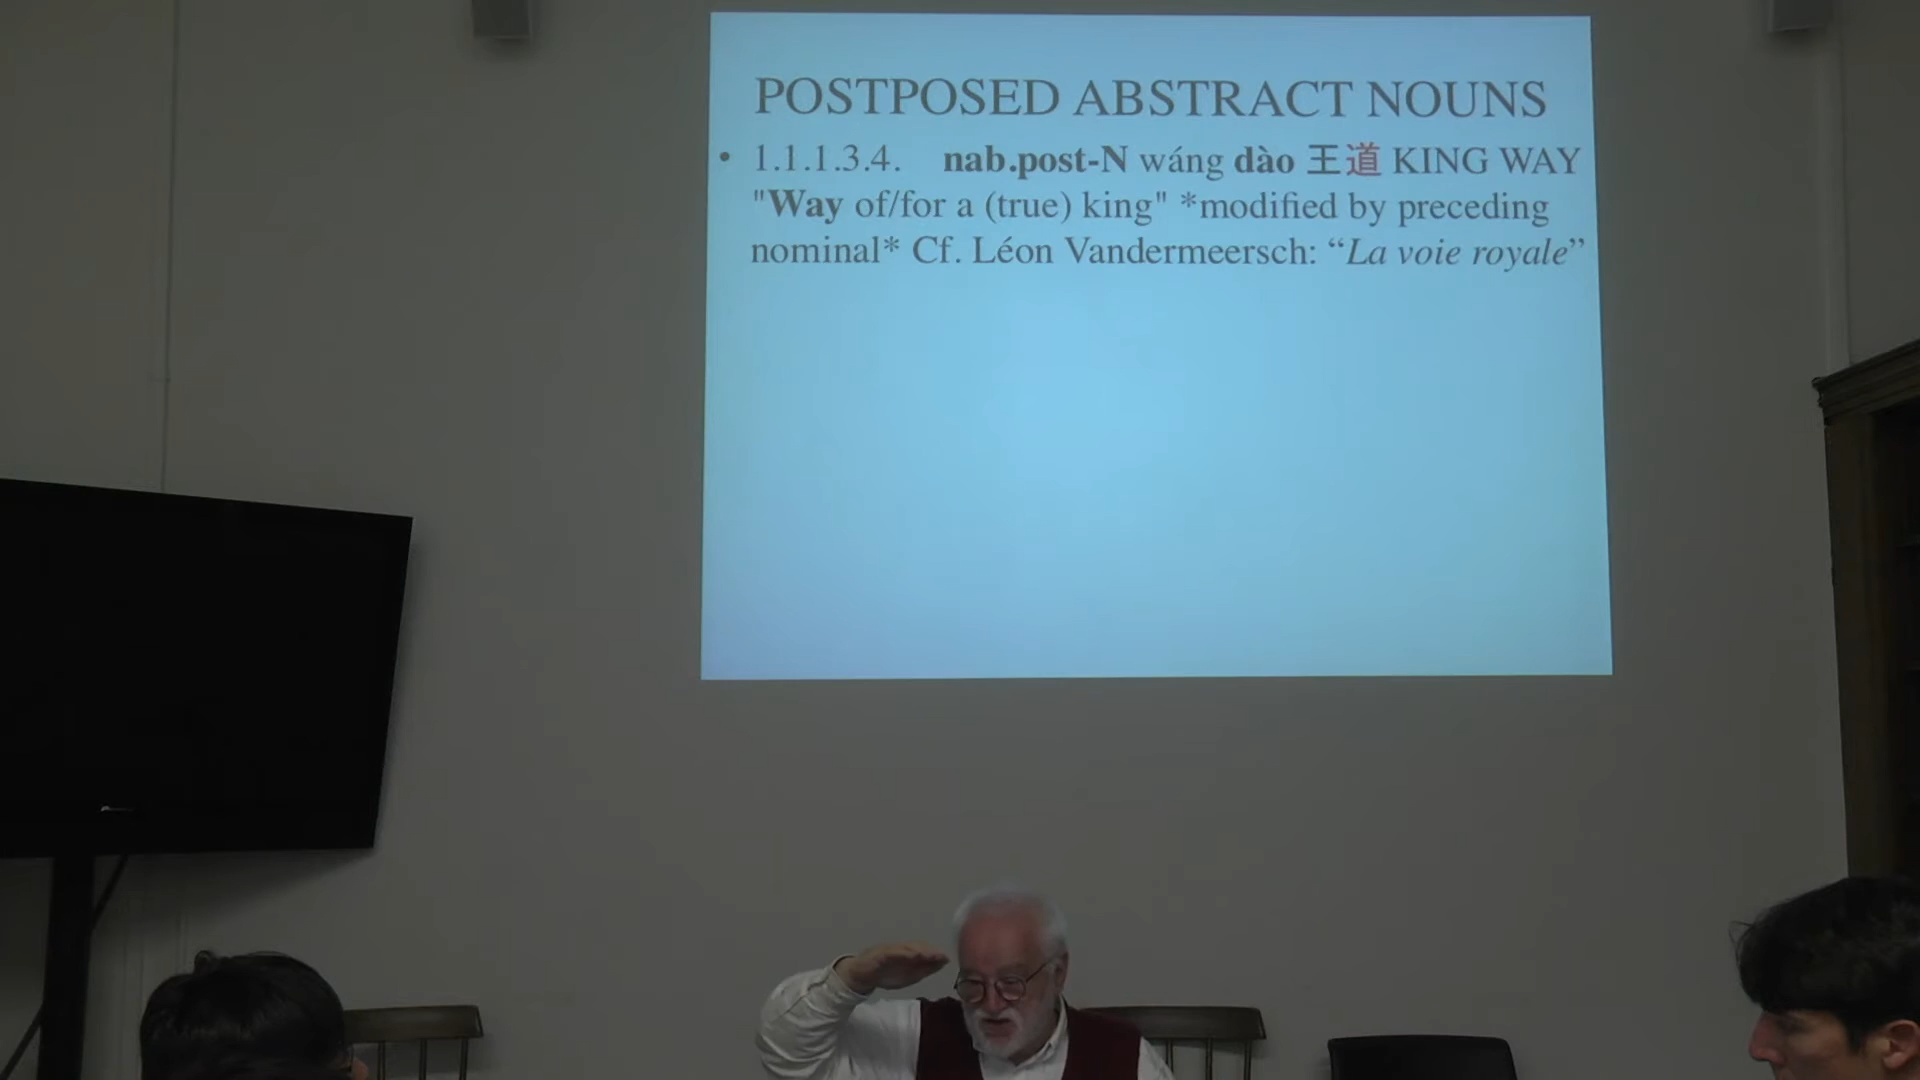 POSTPOSED ABSTRACT NOUNS
• 1.1.1.3.4. nab.post-N wáng dào 王道 KING WAY
"Way of/for a (true) king" *modified by preceding
nominal* Cf. Léon Vandermeersch: “La voie royale”